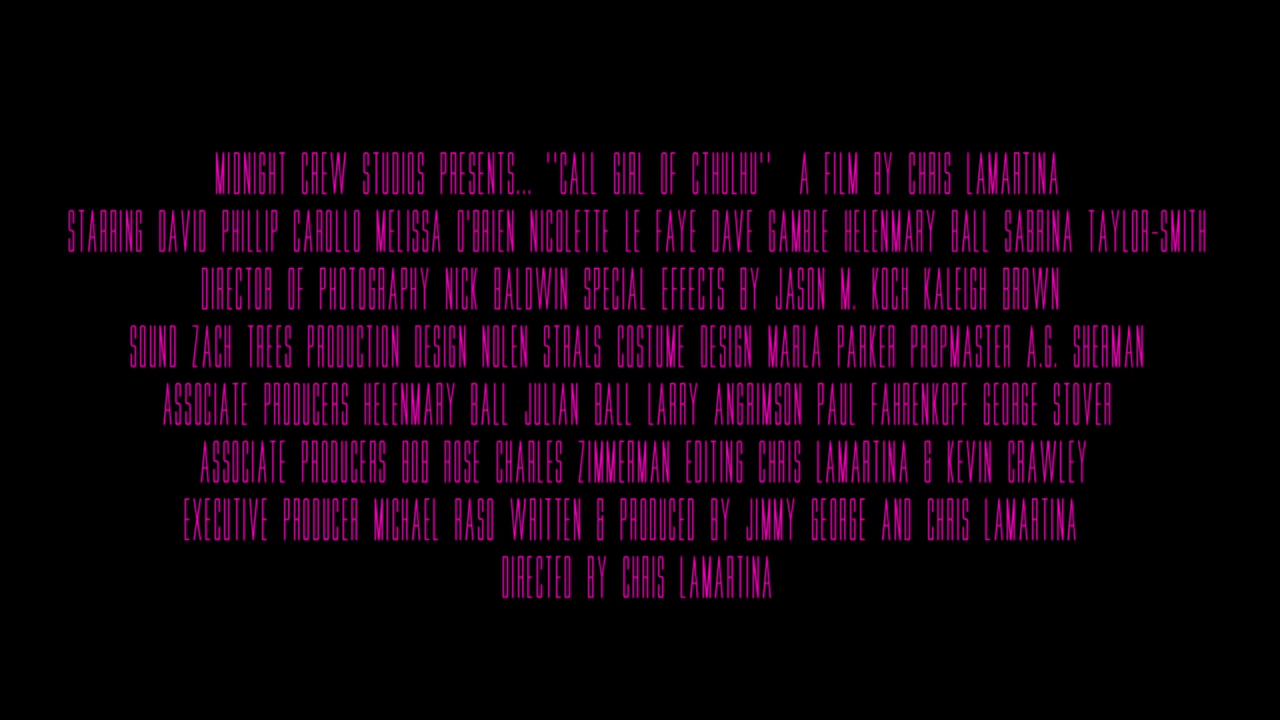 MIDNIGHT CREW STUDIOS PRESENTS... "CALL GIRL OF CTHULHU" A FILM BY CHRIS LAMARTINA
STARRING DAVID PHILLIP CAROLLO MELISSA O'BRIEN NICOLETTE LE FAYE DAVE GAMBLE HELENMARY BALL SABRINA TAYLOR-SMITH
DIRECTOR OF PHOTOGRAPHY NICK BALDWIN SPECIAL EFFECTS BY JASON M. KOCH KALEIGH BROWN
SOUND ZACH TREES PRODUCTION DESIGN NOLEN STRALS COSTUME DESIGN MARLA PARKER PROPMASTER A.G. SHERMAN
ASSOCIATE PRODUCERS HELENMARY BALL JULIAN BALL LARRY ANGRIMSON PAUL FAHRENKOPF GEORGE STOVER
ASSOCIATE PRODUCERS BOB ROSE CHARLES ZIMMERMAN EDITING CHRIS LAMARTINA & KEVIN CRAWLEY
EXECUTIVE PRODUCER MICHAEL RASO WRITTEN & PRODUCED BY JIMMY GEORGE AND CHRIS LAMARTINA
DIRECTED BY CHRIS LAMARTINA